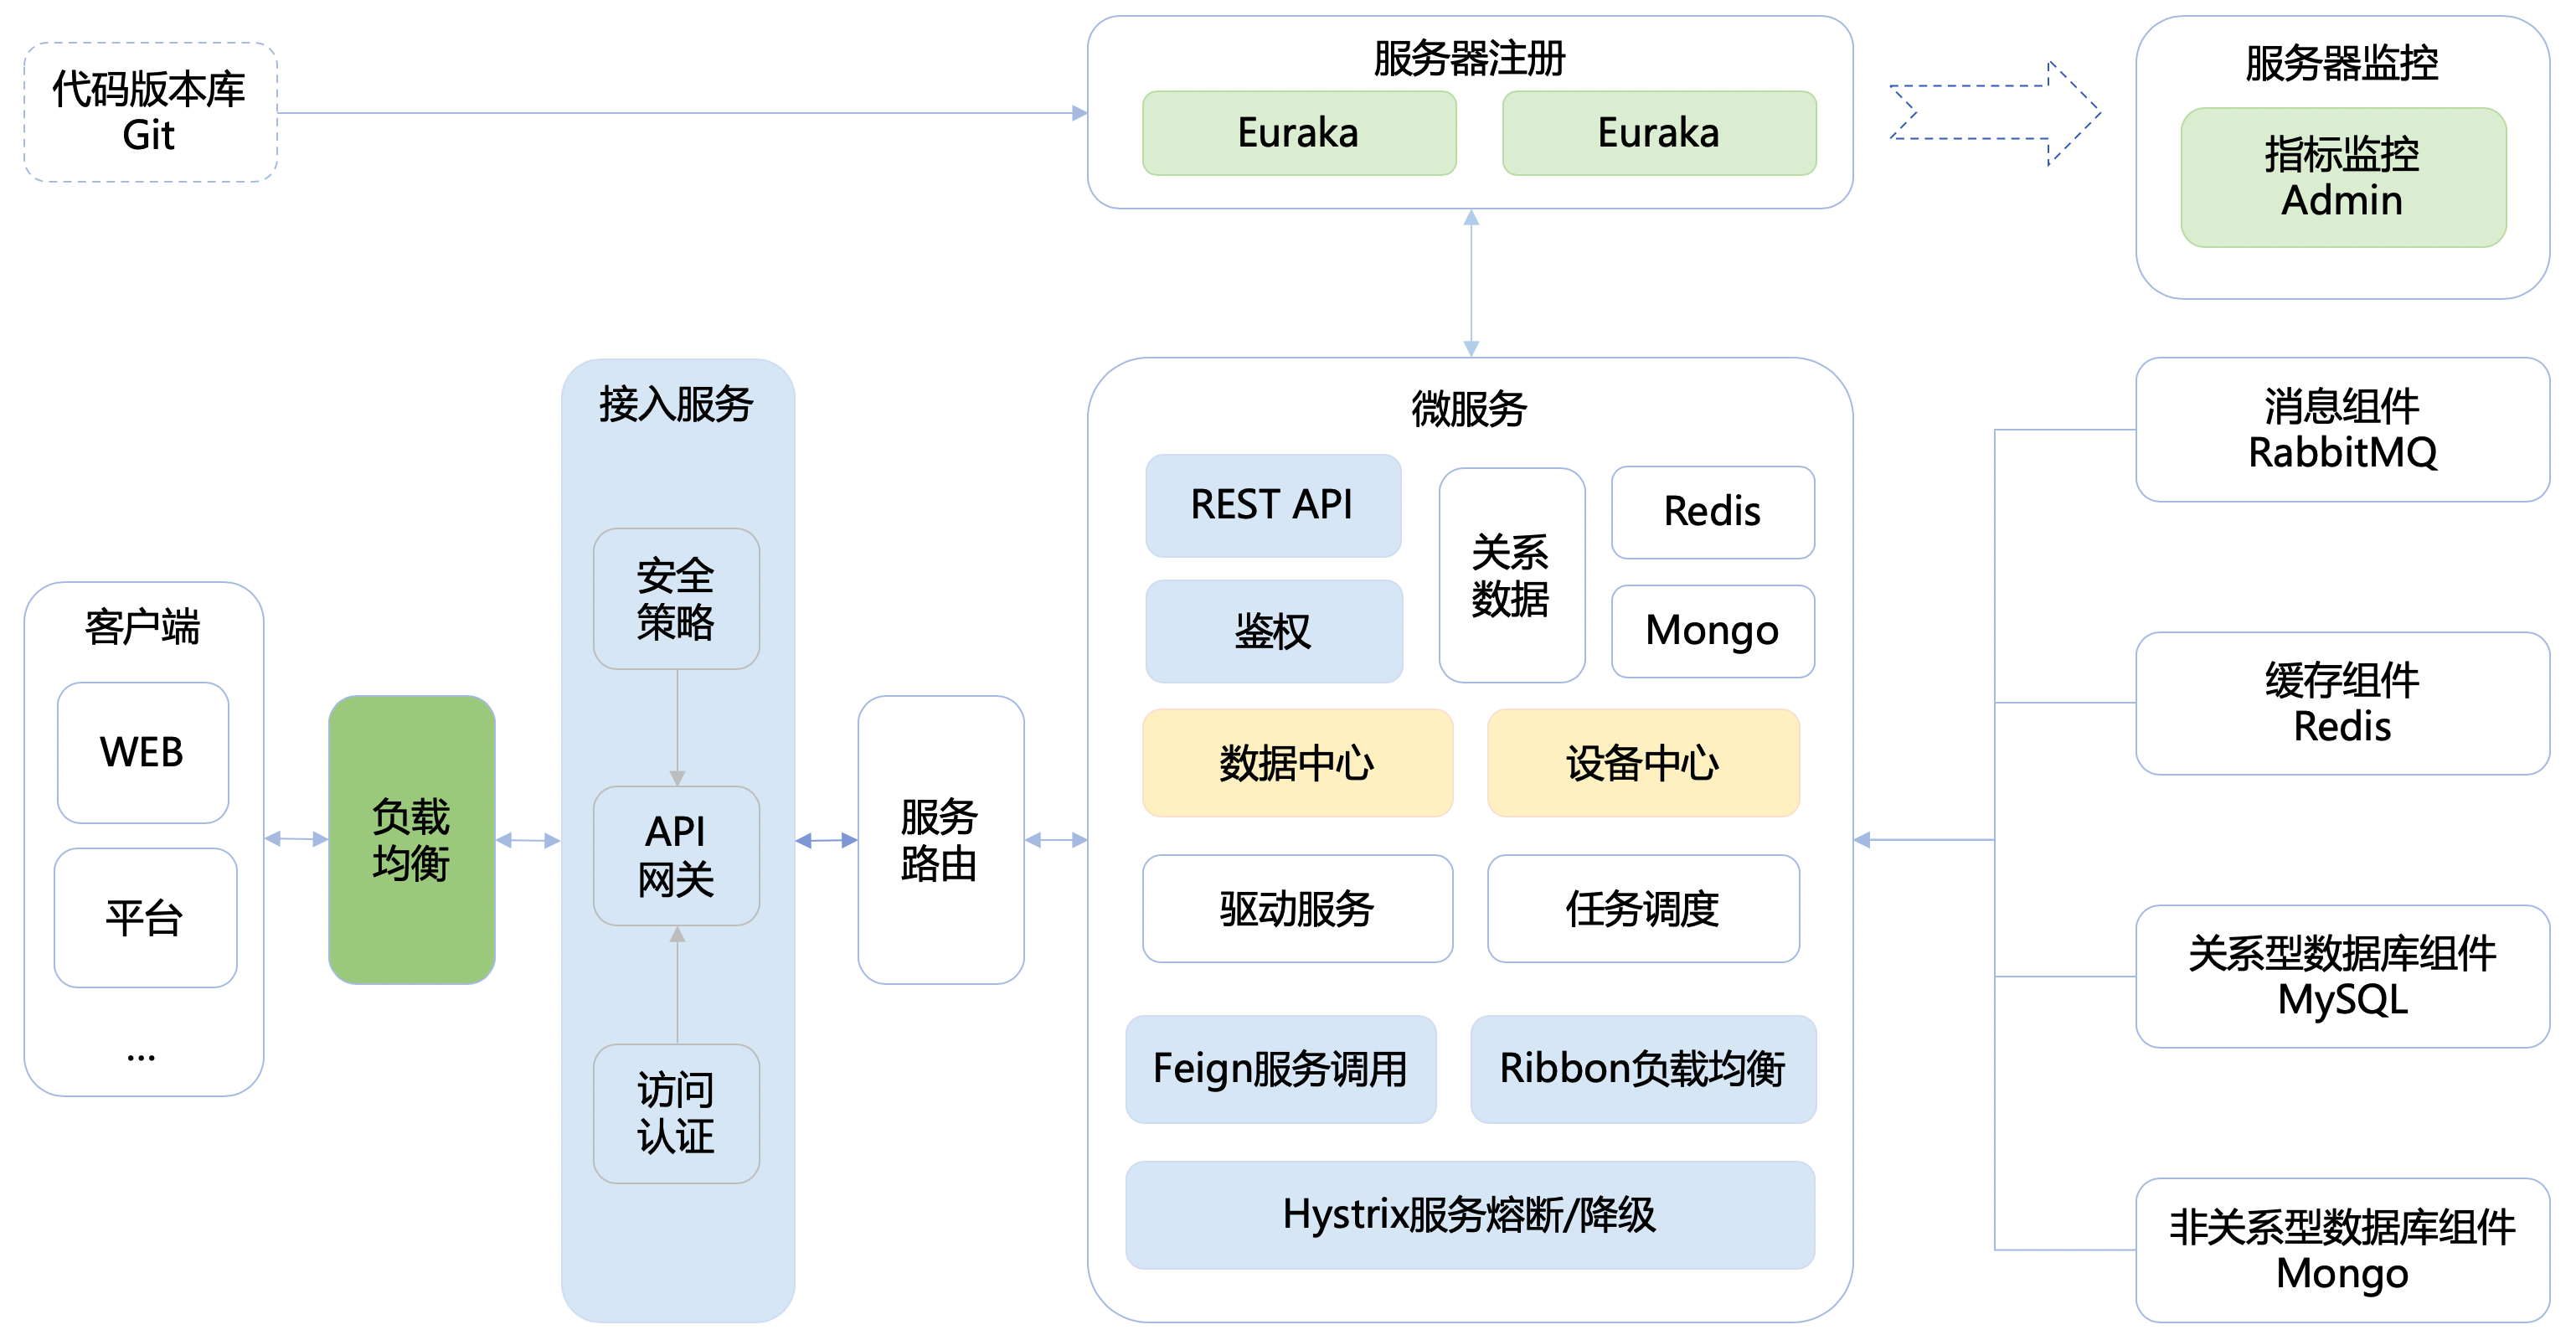 代码版本库
Git
服务器注册
Euraka
Euraka
服务器监控
指标监控
Admin
客户端
WEB
平台
...
负载
均衡
接入服务
安全
策略
API
网关
访问
认证
服务
路由
微服务
REST API
鉴权
关系
数据
Redis
Mongo
数据中心
设备中心
驱动服务
任务调度
Feign服务调用
Ribbon负载均衡
Hystrix服务熔断/降级
消息组件
RabbitMQ
缓存组件
Redis
关系型数据库组件
MySQL
非关系型数据库组件
Mongo